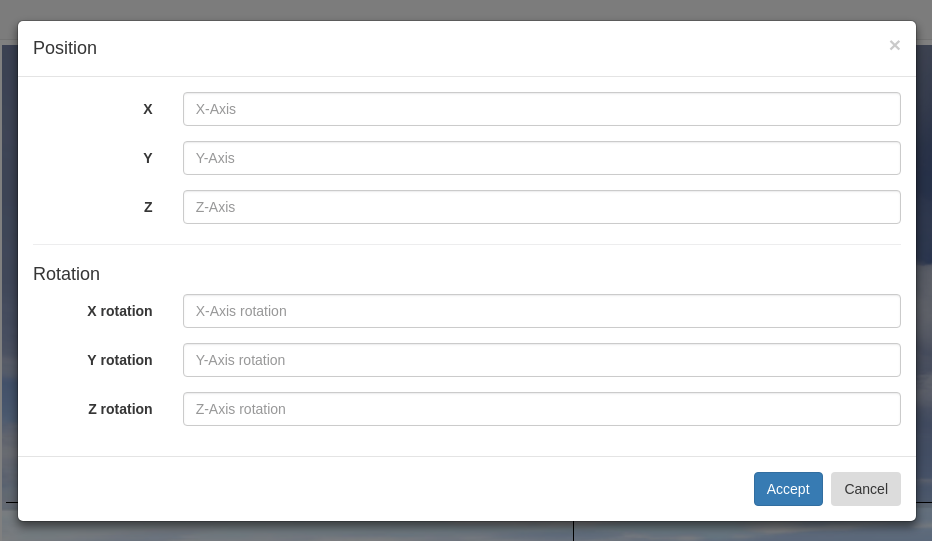 Position ×
X X-Axis
Y Y-Axis
Z Z-Axis
Rotation
X rotation X-Axis rotation
Y rotation Y-Axis rotation
Z rotation Z-Axis rotation
Accept Cancel